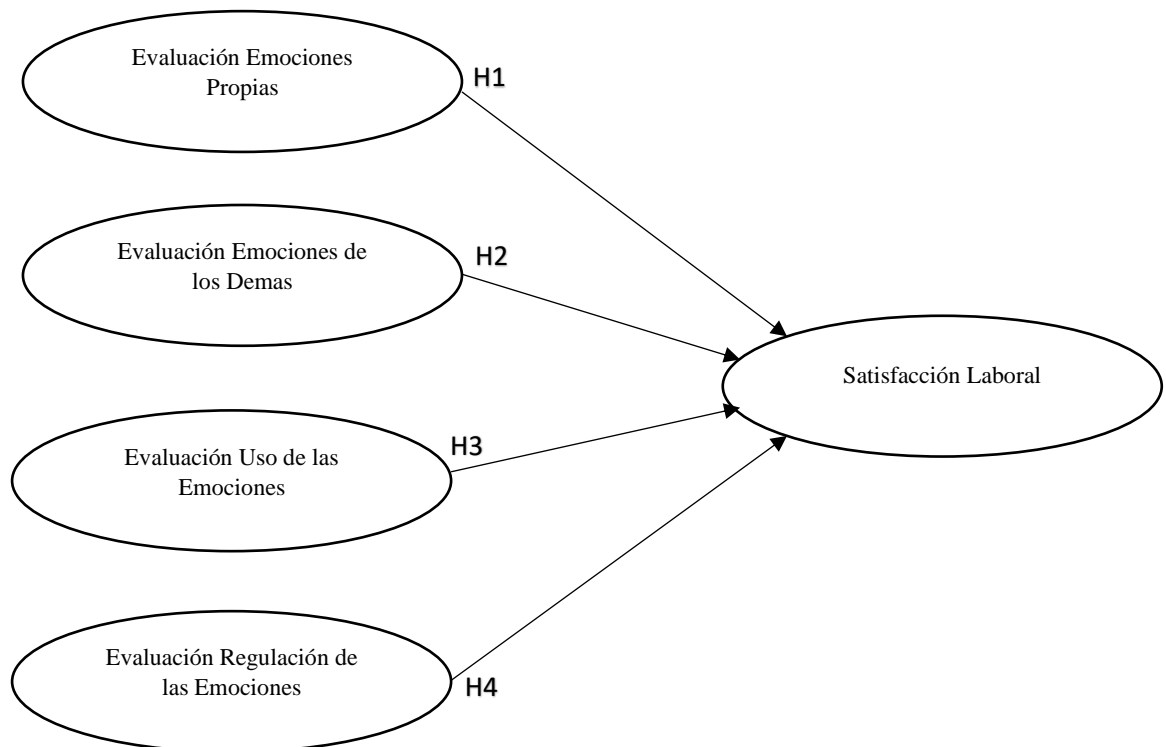 Evaluación Emociones
Propias
H1
Evaluación Emociones de
los Demas
H2
Satisfacción Laboral
Evaluación Uso de las
Emociones
H3
Evaluación Regulación de
las Emociones
H4